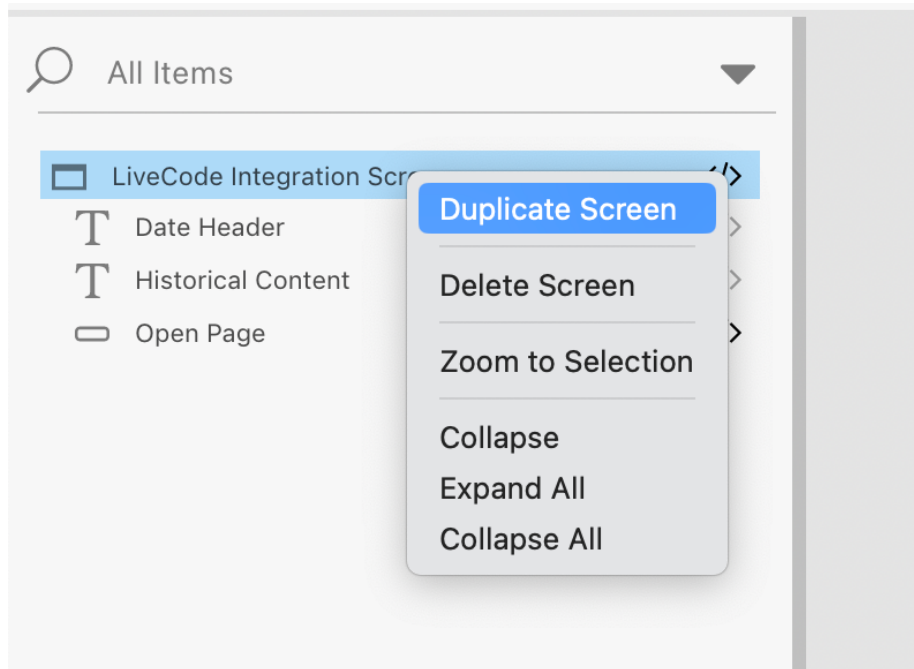 All Items
LiveCode Integration Scr
Duplicate Screen
Date Header
Historical Content
Delete Screen
Open Page
Zoom to Selection
Collapse
Expand All
Collapse All